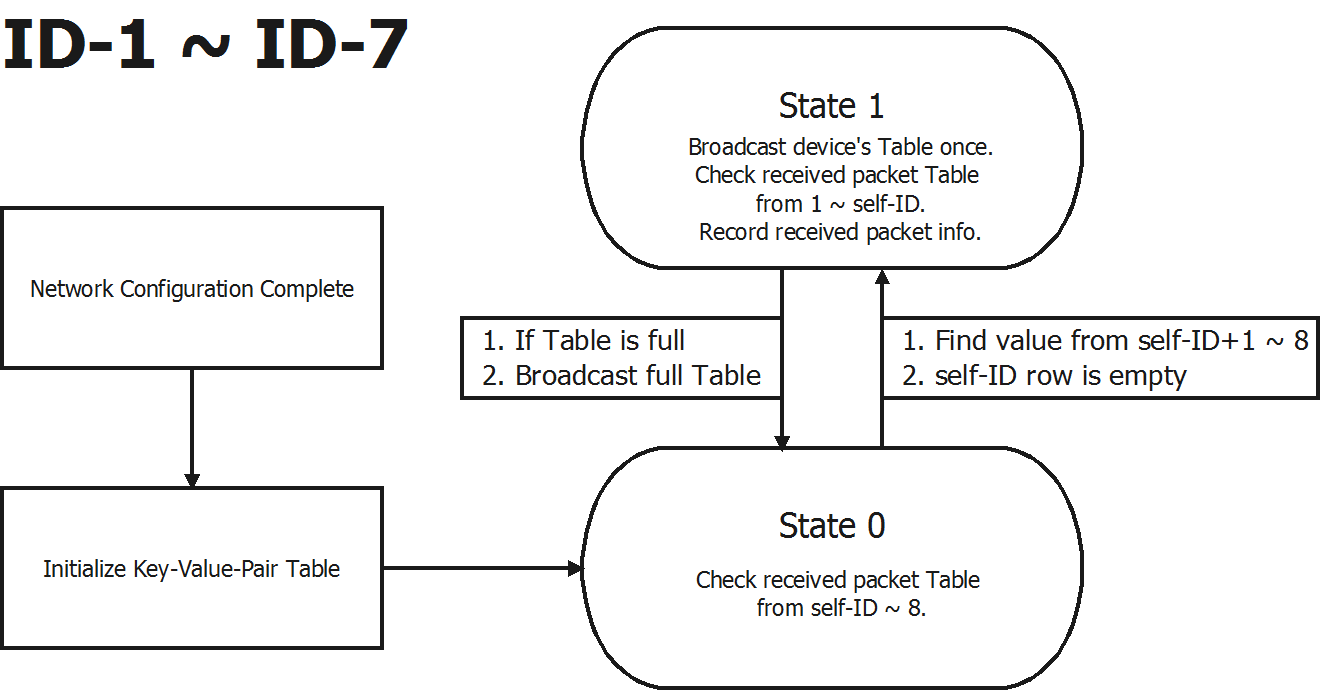 ID-1 ~ ID-7
State 1
Broadcast device's Table once.
Check received packet Table
from 1 ~ self-ID.
Record received packet info.
Network Configuration Complete
1. If Table is full
2. Broadcast full Table
1. Find value from self-ID+1 ~ 8
2. self-ID row is empty
Initialize Key-Value-Pair Table
State 0
Check received packet Table
from self-ID ~ 8.